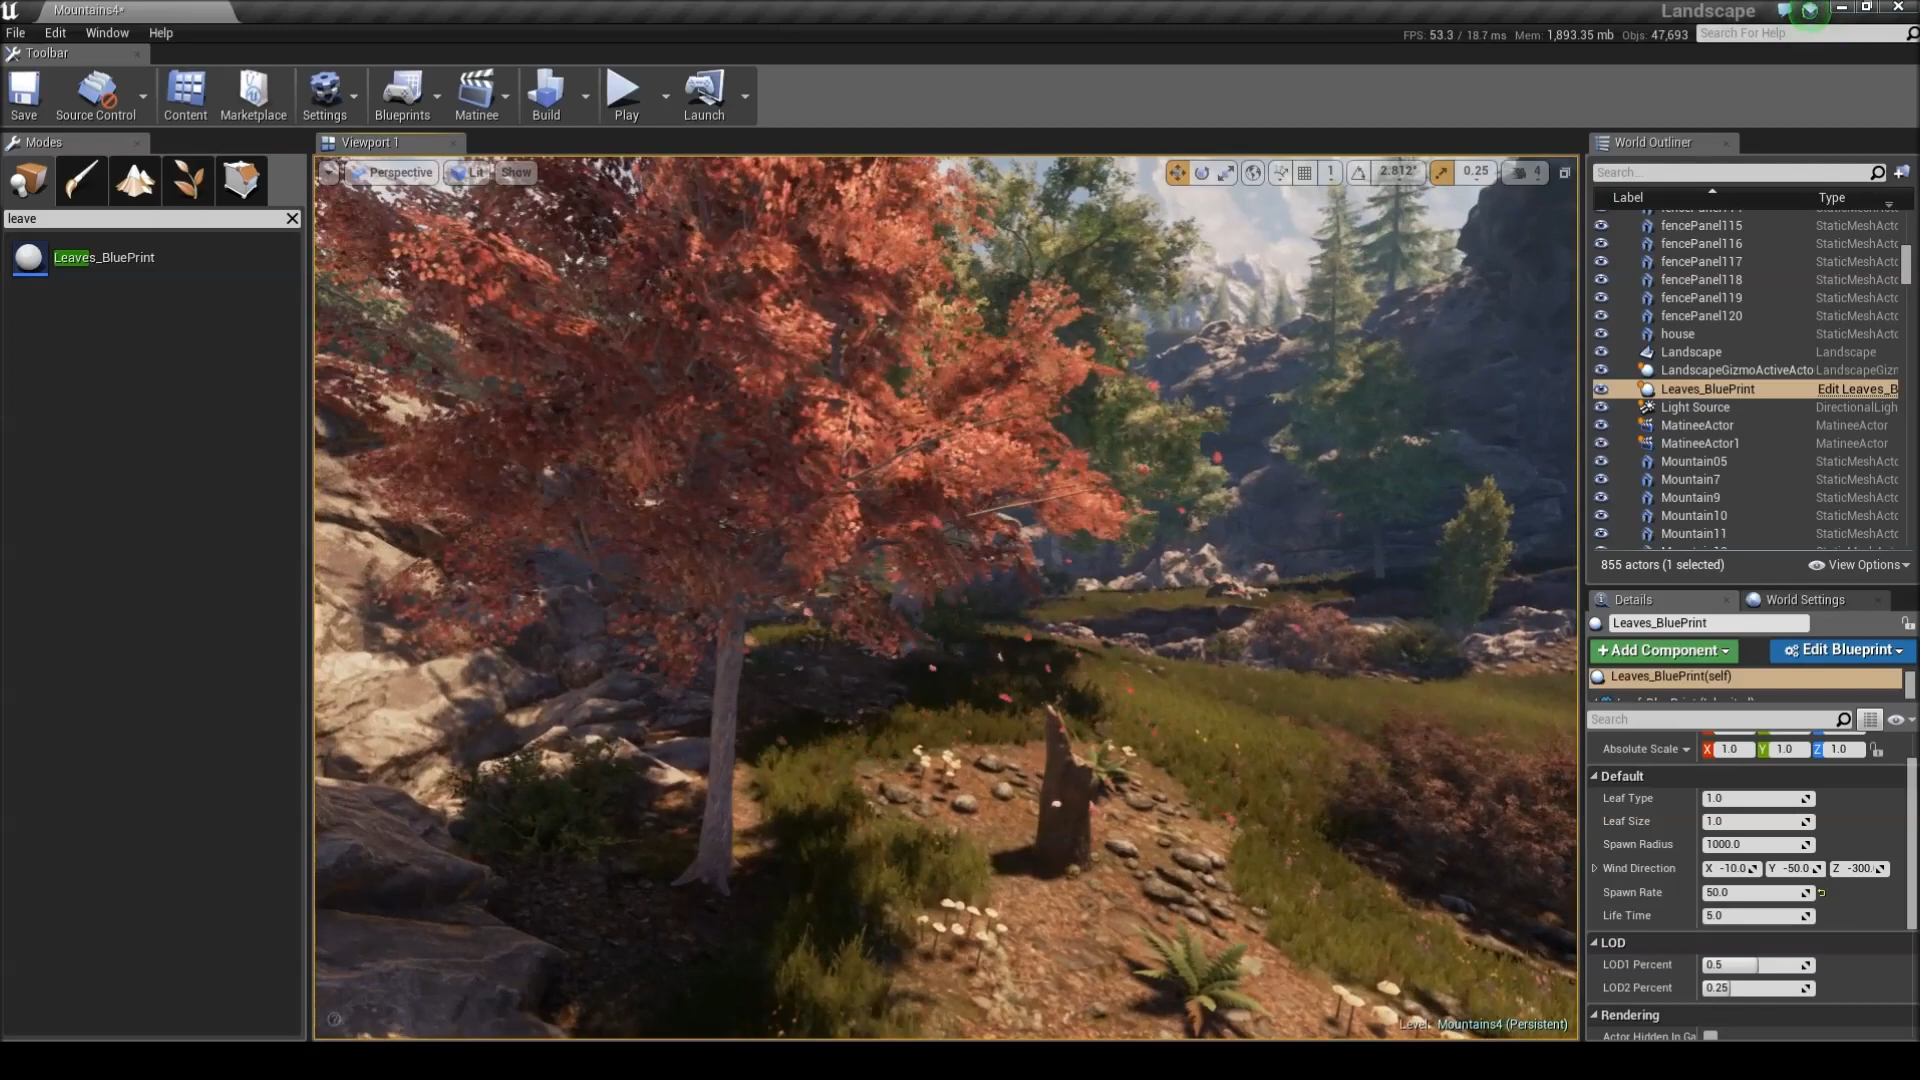 Mountains4*
Landscape
File Edit Window Help
FPS: 53.3 / 18.7 ms Mem: 1,893.35 mb Objs: 47,693
Search For Help
Toolbar
Save Source Control Content Marketplace Settings Blueprints Matinee Build Play Launch
Modes
Viewport 1
World Outliner
Perspective Lit Show
1 2.812° 0.25 4
Search...
Label Type
leave
Leaves_BluePrint
fencePanel115 StaticMeshActo
fencePanel116 StaticMeshActo
fencePanel117 StaticMeshActo
fencePanel118 StaticMeshActo
fencePanel119 StaticMeshActo
fencePanel120 StaticMeshActo
house StaticMeshActo
Landscape Landscape
LandscapeGizmoActiveActo LandscapeGizm
Leaves_BluePrint Edit Leaves_B
Light Source DirectionalLigh
MatineeActor MatineeActor
MatineeActor1 MatineeActor
Mountain05 StaticMeshActo
Mountain7 StaticMeshActo
Mountain9 StaticMeshActo
Mountain10 StaticMeshActo
Mountain11 StaticMeshActo
855 actors (1 selected) View Options
Details World Settings
Leaves_BluePrint
+Add Component Edit Blueprint
Leaves_BluePrint(self)
Search
Absolute Scale X 1.0 Y 1.0 Z 1.0
Default
Leaf Type 1.0
Leaf Size 1.0
Spawn Radius 1000.0
Wind Direction X -10.0 Y -50.0 Z -300.
Spawn Rate 50.0
Life Time 5.0
LOD
LOD1 Percent 0.5
LOD2 Percent 0.25
Rendering
Actor Hidden In Ga
Level: Mountains4 (Persistent)